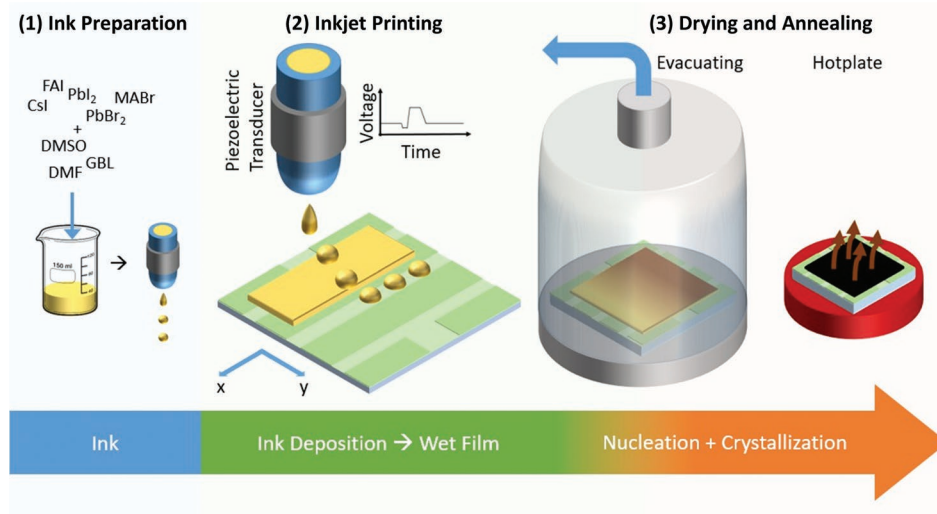 (1) Ink Preparation
(2) Inkjet Printing
(3) Drying and Annealing
CsI FAI PbI₂ PbBr₂ MABr
+
DMSO
DMF GBL
150 ml
Piezoelectric
Transducer
Voltage
Time
x
y
Evacuating
Hotplate
Ink
Ink Deposition → Wet Film
Nucleation + Crystallization